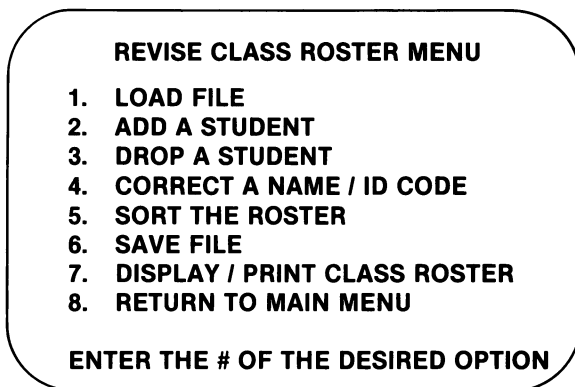 REVISE CLASS ROSTER MENU
1. LOAD FILE
2. ADD A STUDENT
3. DROP A STUDENT
4. CORRECT A NAME / ID CODE
5. SORT THE ROSTER
6. SAVE FILE
7. DISPLAY / PRINT CLASS ROSTER
8. RETURN TO MAIN MENU
ENTER THE # OF THE DESIRED OPTION